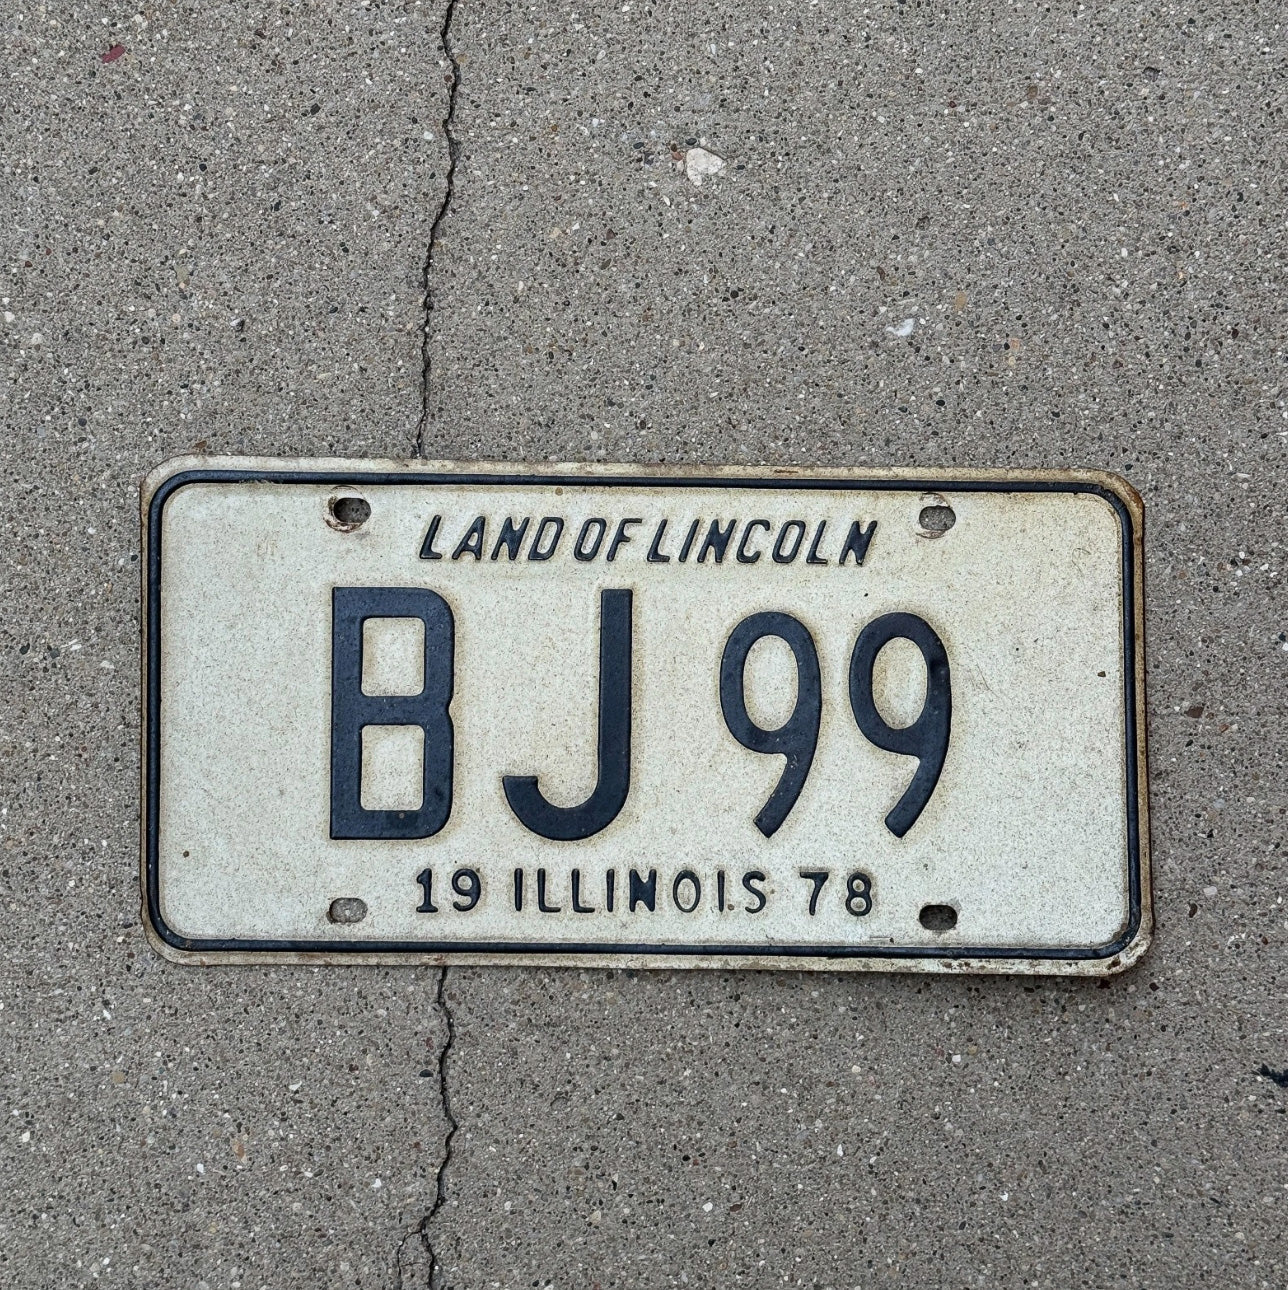 LAND OF LINCOLN
BJ 99
19 ILLINOIS 78